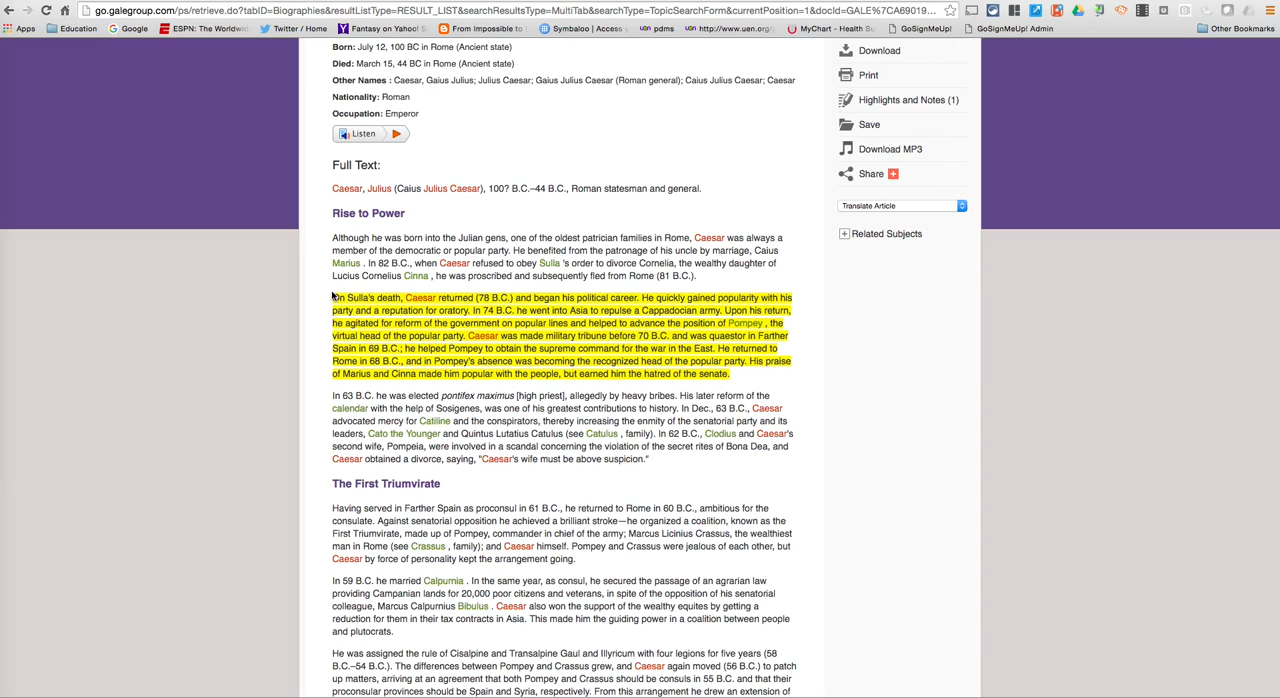 go.galegroup.com/ps/retrieve.do?tabID=Biographies&resultListType=RESULT_LIST&searchResultsType=MultiTab&searchType=TopicSearchForm&currentPosition=1&docId=GALE%7CA69019...
Apps Education Google ESPN: The Worldwid Twitter / Home Fantasy on Yahoo! S From Impossible to Symbaloo | Access pdms http://www.uen.org/ MyChart - Health Su GoSignMeUp! GoSignMeUp! Admin Other Bookmarks
Born: July 12, 100 BC in Rome (Ancient state)
Died: March 15, 44 BC in Rome (Ancient state)
Other Names : Caesar, Gaius Julius; Julius Caesar; Gaius Julius Caesar (Roman general); Caius Julius Caesar; Caesar
Nationality: Roman
Occupation: Emperor
Listen
Full Text:
Caesar, Julius (Caius Julius Caesar), 100? B.C.–44 B.C., Roman statesman and general.
Rise to Power
Although he was born into the Julian gens, one of the oldest patrician families in Rome, Caesar was always a
member of the democratic or popular party. He benefited from the patronage of his uncle by marriage, Caius
Marius . In 82 B.C., when Caesar refused to obey Sulla 's order to divorce Cornelia, the wealthy daughter of
Lucius Cornelius Cinna , he was proscribed and subsequently fled from Rome (81 B.C.).
On Sulla's death, Caesar returned (78 B.C.) and began his political career. He quickly gained popularity with his
party and a reputation for oratory. In 74 B.C. he went into Asia to repulse a Cappadocian army. Upon his return,
he agitated for reform of the government on popular lines and helped to advance the position of Pompey , the
virtual head of the popular party. Caesar was made military tribune before 70 B.C. and was quaestor in Farther
Spain in 69 B.C.; he helped Pompey to obtain the supreme command for the war in the East. He returned to
Rome in 68 B.C., and in Pompey's absence was becoming the recognized head of the popular party. His praise
of Marius and Cinna made him popular with the people, but earned him the hatred of the senate.
In 63 B.C. he was elected pontifex maximus [high priest], allegedly by heavy bribes. His later reform of the
calendar with the help of Sosigenes, was one of his greatest contributions to history. In Dec., 63 B.C., Caesar
advocated mercy for Catiline and the conspirators, thereby increasing the enmity of the senatorial party and its
leaders, Cato the Younger and Quintus Lutatius Catulus (see Catulus , family). In 62 B.C., Clodius and Caesar's
second wife, Pompeia, were involved in a scandal concerning the violation of the secret rites of Bona Dea, and
Caesar obtained a divorce, saying, "Caesar's wife must be above suspicion."
The First Triumvirate
Having served in Farther Spain as proconsul in 61 B.C., he returned to Rome in 60 B.C., ambitious for the
consulate. Against senatorial opposition he achieved a brilliant stroke—he organized a coalition, known as the
First Triumvirate, made up of Pompey, commander in chief of the army; Marcus Licinius Crassus, the wealthiest
man in Rome (see Crassus , family); and Caesar himself. Pompey and Crassus were jealous of each other, but
Caesar by force of personality kept the arrangement going.
In 59 B.C. he married Calpurnia . In the same year, as consul, he secured the passage of an agrarian law
providing Campanian lands for 20,000 poor citizens and veterans, in spite of the opposition of his senatorial
colleague, Marcus Calpurnius Bibulus . Caesar also won the support of the wealthy equites by getting a
reduction for them in their tax contracts in Asia. This made him the guiding power in a coalition between people
and plutocrats.
He was assigned the rule of Cisalpine and Transalpine Gaul and Illyricum with four legions for five years (58
B.C.–54 B.C.). The differences between Pompey and Crassus grew, and Caesar again moved (56 B.C.) to patch
up matters, arriving at an agreement that both Pompey and Crassus should be consuls in 55 B.C. and that their
proconsular provinces should be Spain and Syria, respectively. From this arrangement he drew an extension of
Download
Print
Highlights and Notes (1)
Save
Download MP3
Share
Translate Article
Related Subjects